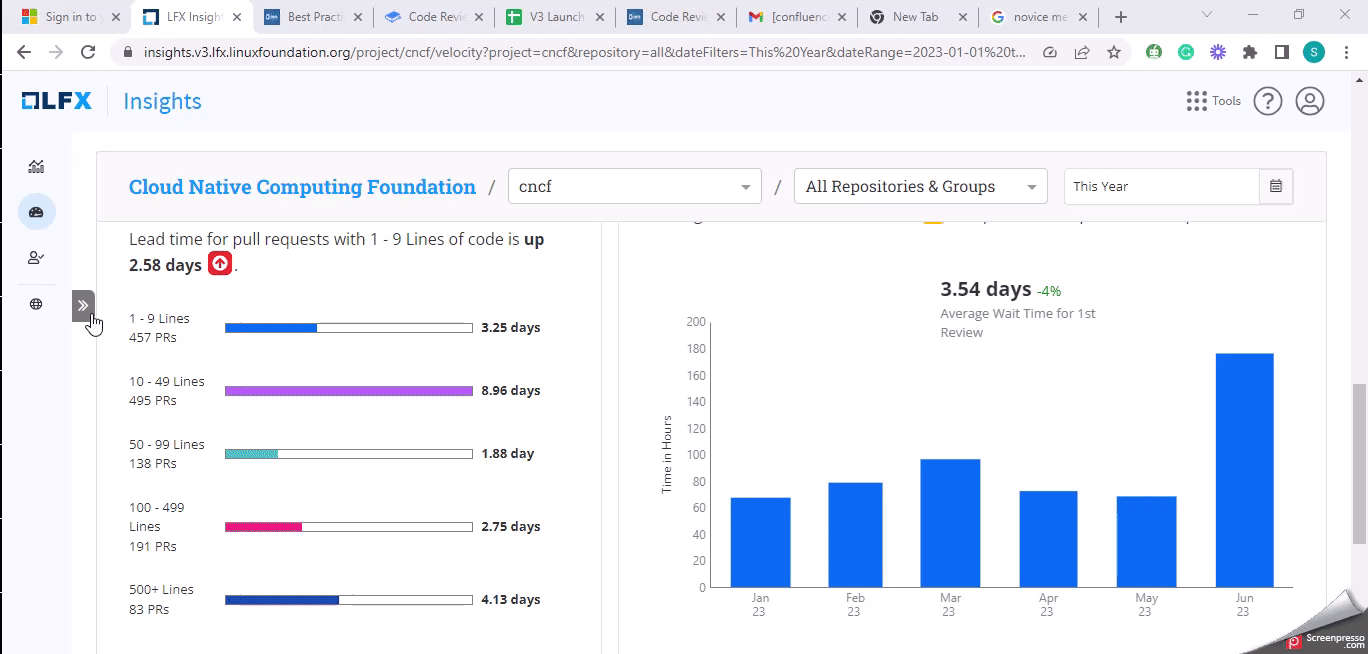 Sign in to y
LFX Insigh
Best Practi
Code Revie
V3 Launch
Code Revie
[confluenc
New Tab
novice me
insights.v3.lfx.linuxfoundation.org/project/cncf/velocity?project=cncf&repository=all&dateFilters=This%20Year&dateRange=2023-01-01%20t...
S
LFX
Insights
Tools
?
Cloud Native Computing Foundation / cncf / All Repositories & Groups
This Year
Lead time for pull requests with 1 - 9 Lines of code is up
2.58 days .
1 - 9 Lines
457 PRs
3.25 days
10 - 49 Lines
495 PRs
8.96 days
50 - 99 Lines
138 PRs
1.88 day
100 - 499
Lines
191 PRs
2.75 days
500+ Lines
83 PRs
4.13 days
3.54 days -4%
Average Wait Time for 1st
Review
Time in Hours
200
180
160
140
120
100
80
60
40
20
0
Jan
23
Feb
23
Mar
23
Apr
23
May
23
Jun
23
Screenpresso
.com